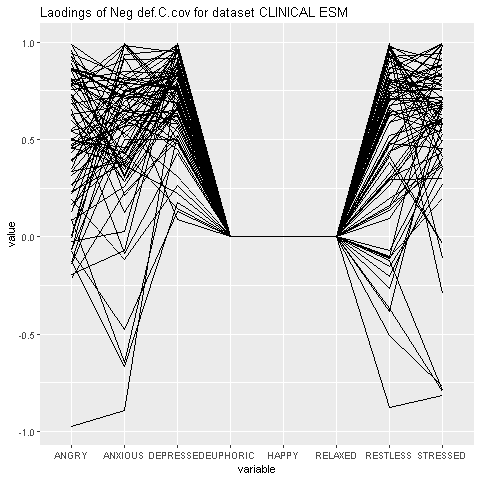 Laodings of Neg def.C.cov for dataset CLINICAL ESM
1.0
0.5
0.0
-0.5
-1.0
value
ANGRY ANXIOUS DEPRESSEDEUPHORIC HAPPY RELAXED RESTLESS STRESSED
variable